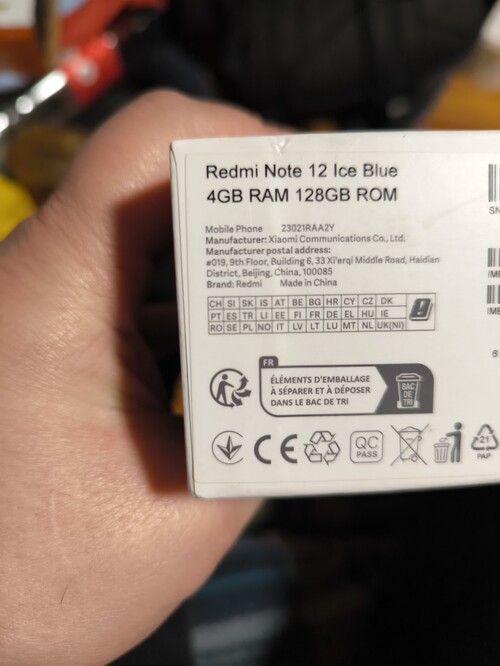 Redmi Note 12 Ice Blue
4GB RAM 128GB ROM
Mobile Phone 23021RAA2Y
Manufacturer: Xiaomi Communications Co., Ltd.
Manufacturer postal address:
#019, 9th Floor, Building 6, 33 Xi'erqi Middle Road, Haidian
District, Beijing, China, 100085
Brand: Redmi Made in China
CH SI SK IS AT BE BG HR CY CZ DK
PT ES TR LI EE FI FR DE EL HU IE
RO SE PL NO IT LV LT LU MT NL UK(NI)
FR
ÉLÉMENTS D'EMBALLAGE
À SÉPARER ET À DÉPOSER
DANS LE BAC DE TRI
BAC
DE
TRI
CE
QC
PASS
21
PAP
SN
IME
IME
6